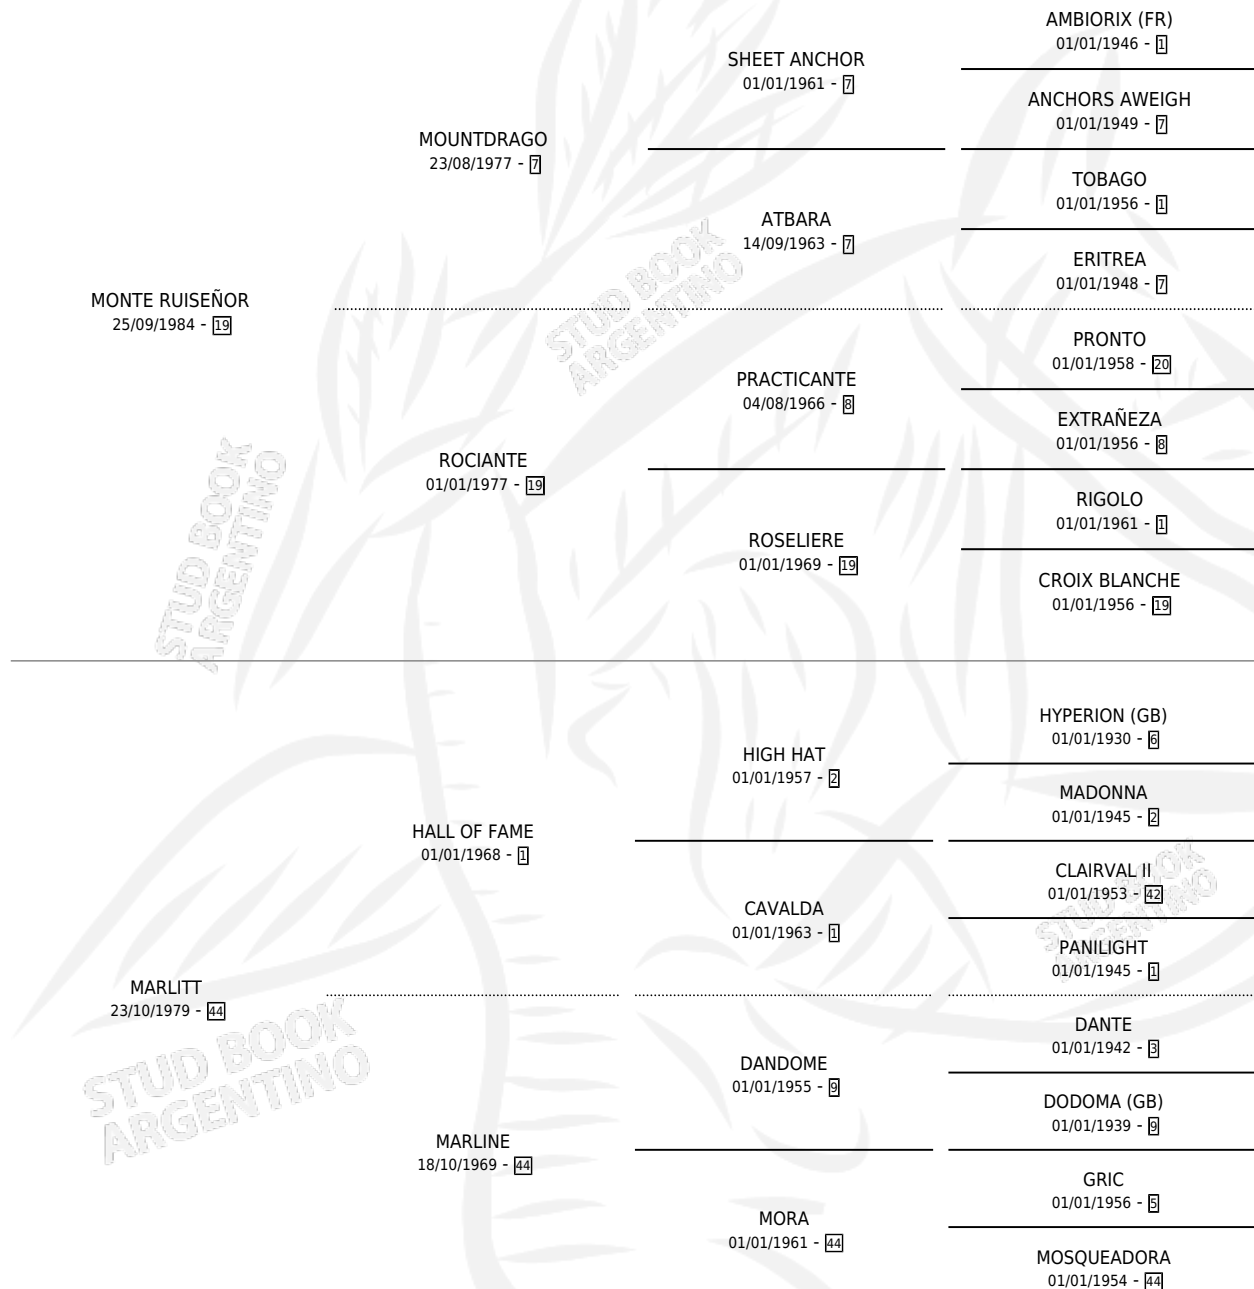 AMBIORIX (FR)
01/01/1946 - 1
SHEET ANCHOR
01/01/1961 - 7
ANCHORS AWEIGH
01/01/1949 - 7
MOUNTDRAGO
23/08/1977 - 7
TOBAGO
01/01/1956 - 1
ATBARA
14/09/1963 - 7
ERITREA
01/01/1948 - 7
MONTE RUISEÑOR
25/09/1984 - 19
PRONTO
01/01/1958 - 20
PRACTICANTE
04/08/1966 - 8
EXTRAÑEZA
01/01/1956 - 8
ROCIANTE
01/01/1977 - 19
RIGOLO
01/01/1961 - 1
ROSELIERE
01/01/1969 - 19
CROIX BLANCHE
01/01/1956 - 19
HYPERION (GB)
01/01/1930 - 6
HIGH HAT
01/01/1957 - 2
MADONNA
01/01/1945 - 2
HALL OF FAME
01/01/1968 - 1
CLAIRVAL II
01/01/1953 - 42
CAVALDA
01/01/1963 - 1
PANILIGHT
01/01/1945 - 1
MARLITT
23/10/1979 - 44
DANTE
01/01/1942 - 3
DANDOME
01/01/1955 - 9
DODOMA (GB)
01/01/1939 - 9
MARLINE
18/10/1969 - 44
GRIC
01/01/1956 - 5
MORA
01/01/1961 - 44
MOSQUEADORA
01/01/1954 - 44
STUD BOOK
ARGENTINO
STUD BOOK
ARGENTINO
STUD BOOK
ARGENTINO
STUD BOOK
ARGENTINO